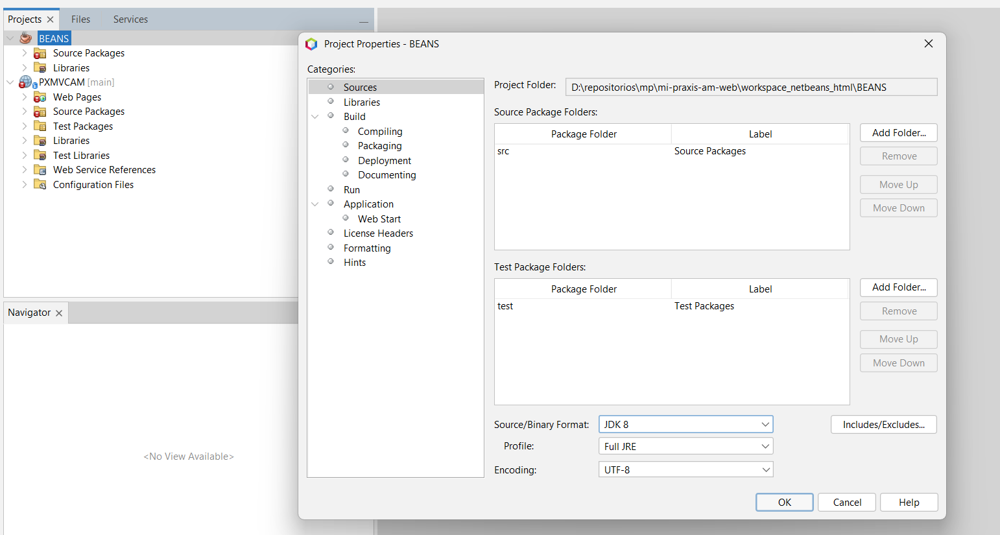 Projects
Files
Services
BEANS
Source Packages
Libraries
PXMVCAM [main]
Web Pages
Source Packages
Test Packages
Libraries
Test Libraries
Web Service References
Configuration Files
Navigator
<No View Available>
Project Properties - BEANS
Categories:
Sources
Libraries
Build
Compiling
Packaging
Deployment
Documenting
Run
Application
Web Start
License Headers
Formatting
Hints
Project Folder: D:\repositorios\mp\mi-praxis-am-web\workspace_netbeans_html\BEANS
Source Package Folders:
Package Folder Label
src Source Packages
Add Folder...
Remove
Move Up
Move Down
Test Package Folders:
Package Folder Label
test Test Packages
Add Folder...
Remove
Move Up
Move Down
Source/Binary Format: JDK 8 Includes/Excludes...
Profile: Full JRE
Encoding: UTF-8
OK Cancel Help